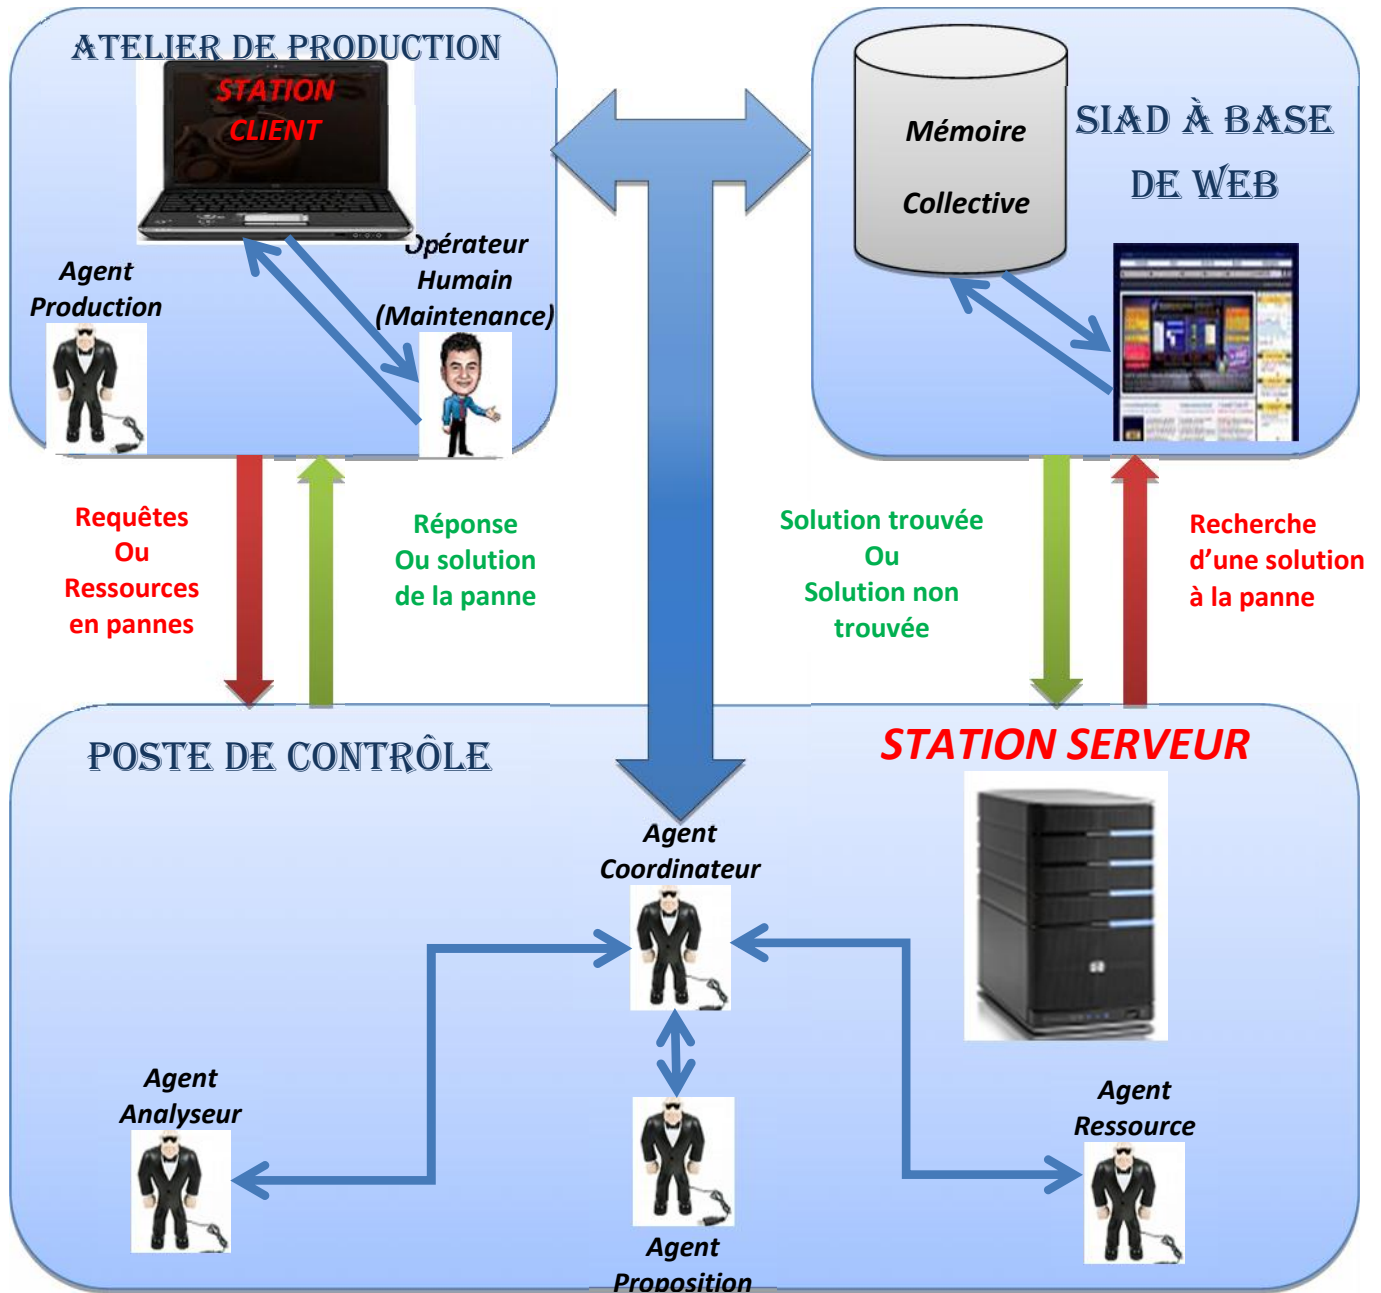 ATELIER DE PRODUCTION
STATION
CLIENT
Agent
Production
Opérateur
Humain
(Maintenance)
Mémoire
Collective
SIAD À BASE
DE WEB
Requêtes
Ou
Ressources
en pannes
Réponse
Ou solution
de la panne
Solution trouvée
Ou
Solution non
trouvée
Recherche
d’une solution
à la panne
POSTE DE CONTRÔLE
STATION SERVEUR
Agent
Coordinateur
Agent
Analyseur
Agent
Proposition
Agent
Ressource